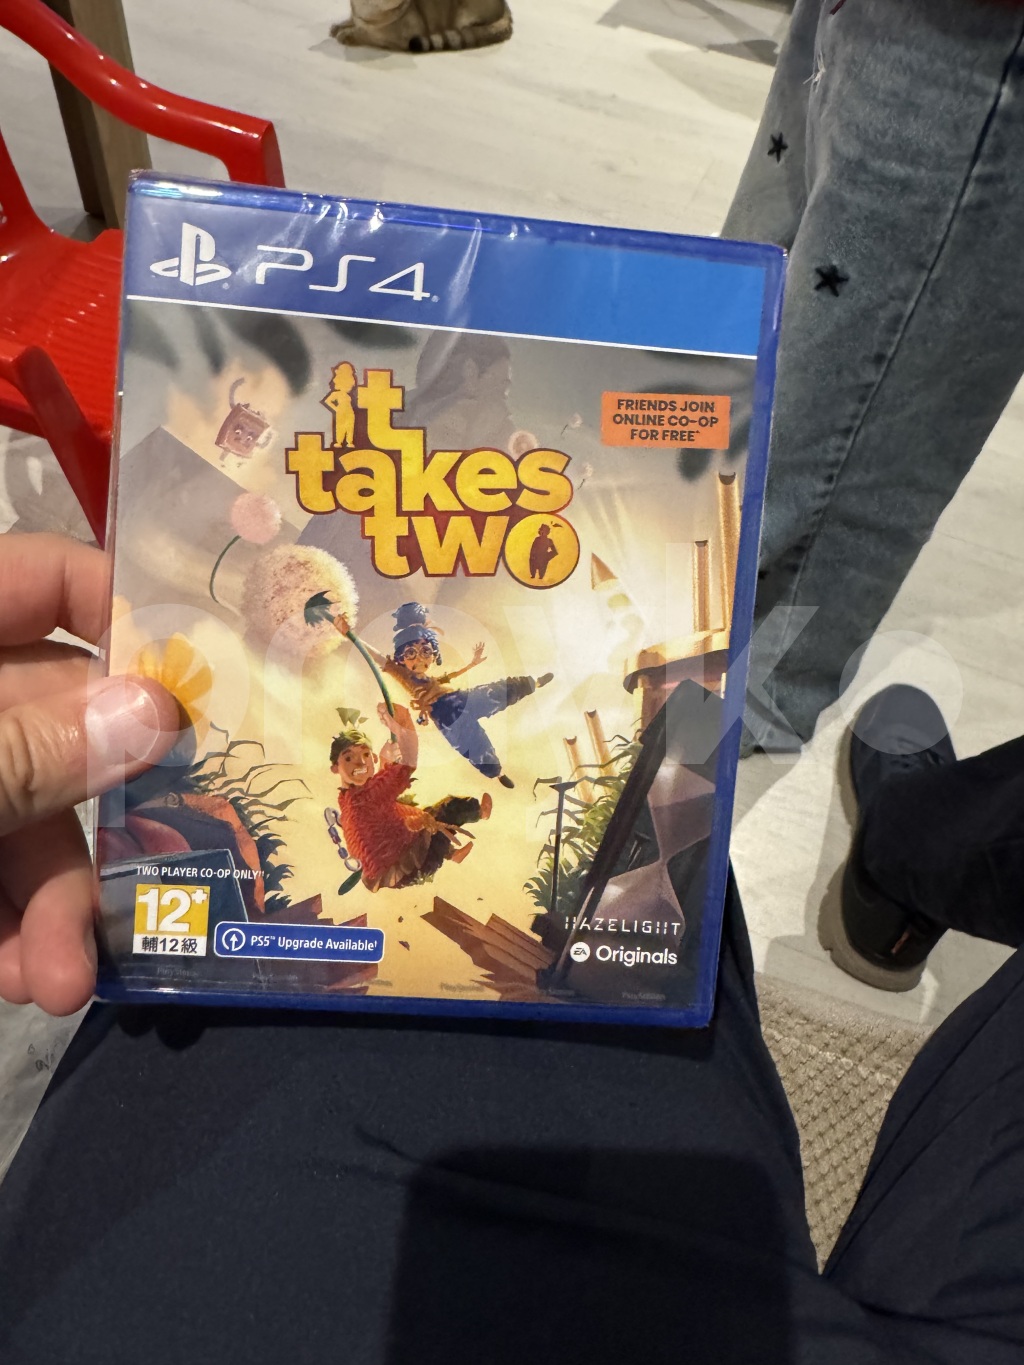 PS4
it
takes
two
FRIENDS JOIN
ONLINE CO-OP
FOR FREE*
TWO PLAYER CO-OP ONLY††
12+
輔12級
PS5™ Upgrade Available†
HAZELIGHT
EA Originals